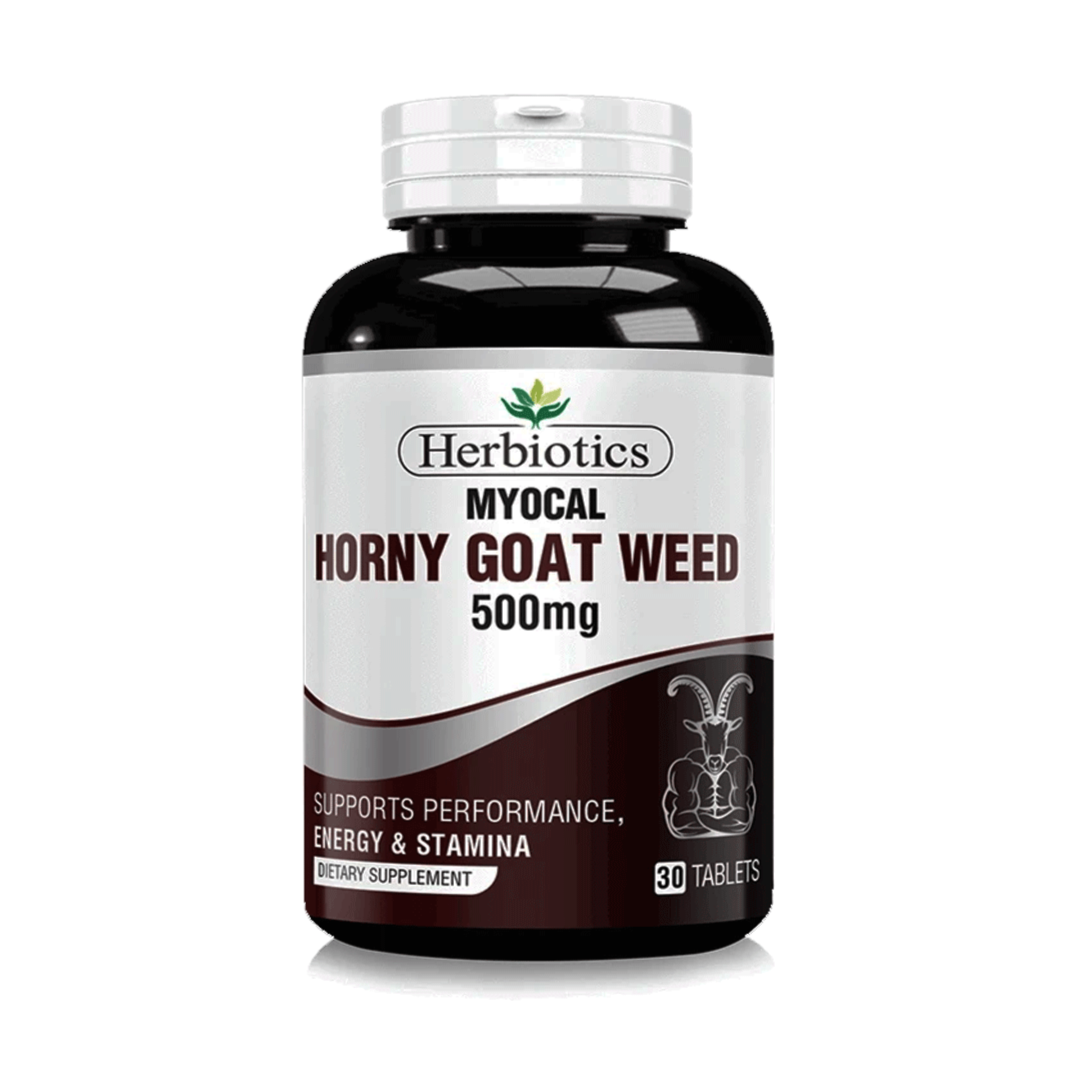 Herbiotics
MYOCAL
HORNY GOAT WEED
500mg
SUPPORTS PERFORMANCE,
ENERGY & STAMINA
DIETARY SUPPLEMENT
30 TABLETS